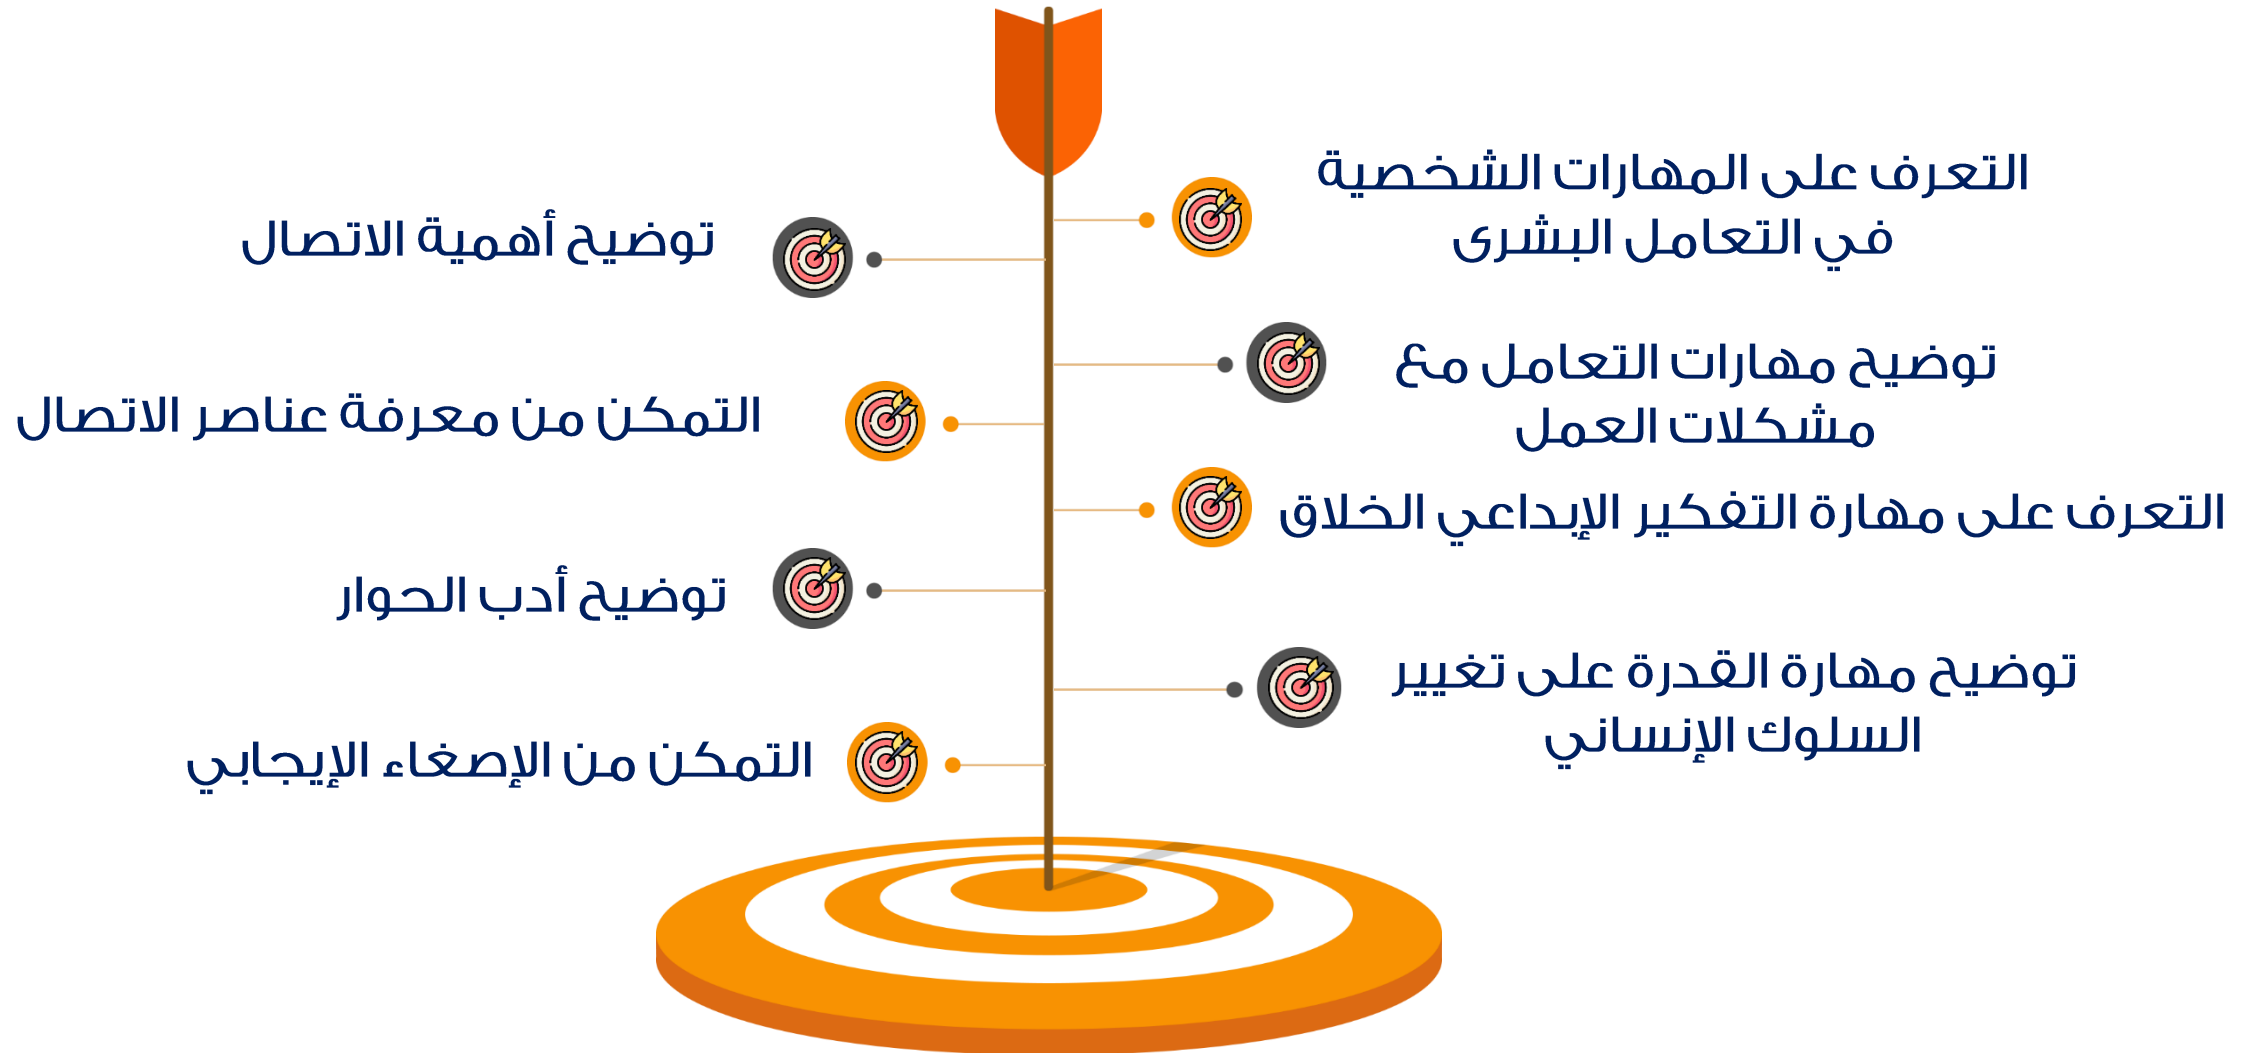 التعرف على المهارات الشخصية
في التعامل البشرى
توضيح مهارات التعامل مع
مشكلات العمل
التعرف على مهارة التفكير الإبداعي الخلاق
توضيح مهارة القدرة على تغيير
السلوك الإنساني
توضيح أهمية الاتصال
التمكن من معرفة عناصر الاتصال
توضيح أدب الحوار
التمكن من الإصغاء الإيجابي